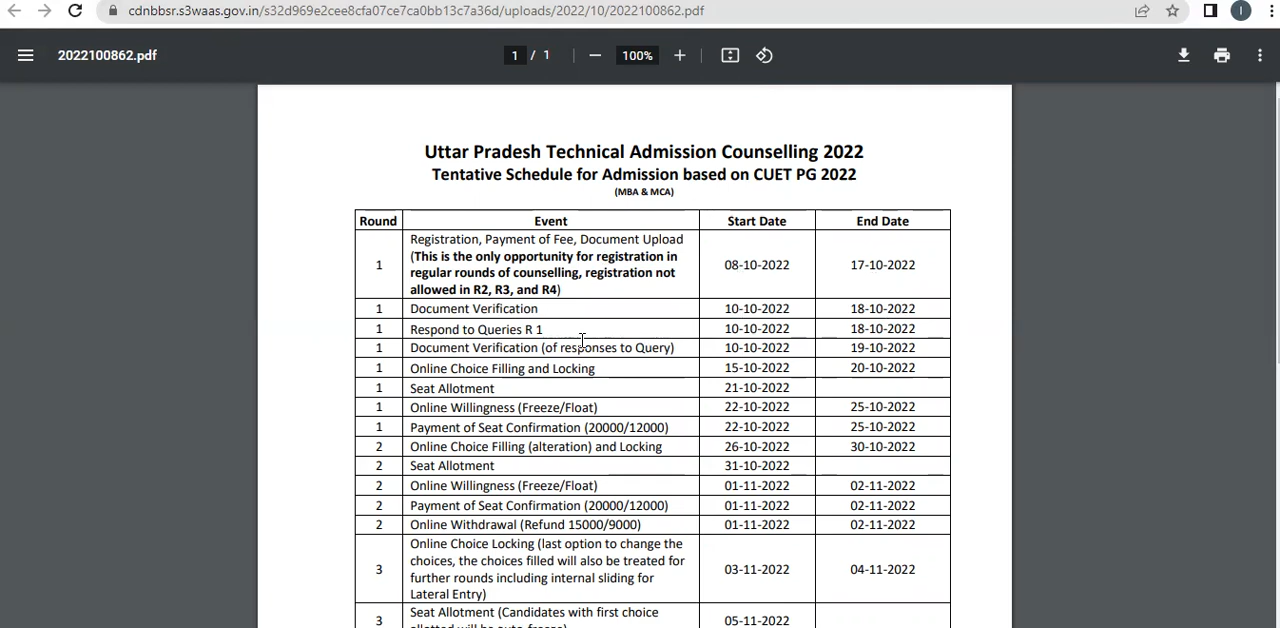 cdnbbsr.s3waas.gov.in/s32d969e2cee8cfa07ce7ca0bb13c7a36d/uploads/2022/10/2022100862.pdf
I
2022100862.pdf
1 / 1
100%
Uttar Pradesh Technical Admission Counselling 2022
Tentative Schedule for Admission based on CUET PG 2022
(MBA & MCA)
Round Event Start Date End Date
Registration, Payment of Fee, Document Upload
(This is the only opportunity for registration in
1 08-10-2022 17-10-2022
regular rounds of counselling, registration not
allowed in R2, R3, and R4)
1 Document Verification 10-10-2022 18-10-2022
1 Respond to Queries R 1 10-10-2022 18-10-2022
1 Document Verification (of responses to Query) 10-10-2022 19-10-2022
1 Online Choice Filling and Locking 15-10-2022 20-10-2022
1 Seat Allotment 21-10-2022
1 Online Willingness (Freeze/Float) 22-10-2022 25-10-2022
1 Payment of Seat Confirmation (20000/12000) 22-10-2022 25-10-2022
2 Online Choice Filling (alteration) and Locking 26-10-2022 30-10-2022
2 Seat Allotment 31-10-2022
2 Online Willingness (Freeze/Float) 01-11-2022 02-11-2022
2 Payment of Seat Confirmation (20000/12000) 01-11-2022 02-11-2022
2 Online Withdrawal (Refund 15000/9000) 01-11-2022 02-11-2022
Online Choice Locking (last option to change the
choices, the choices filled will also be treated for
3 03-11-2022 04-11-2022
further rounds including internal sliding for
Lateral Entry)
Seat Allotment (Candidates with first choice
3 05-11-2022